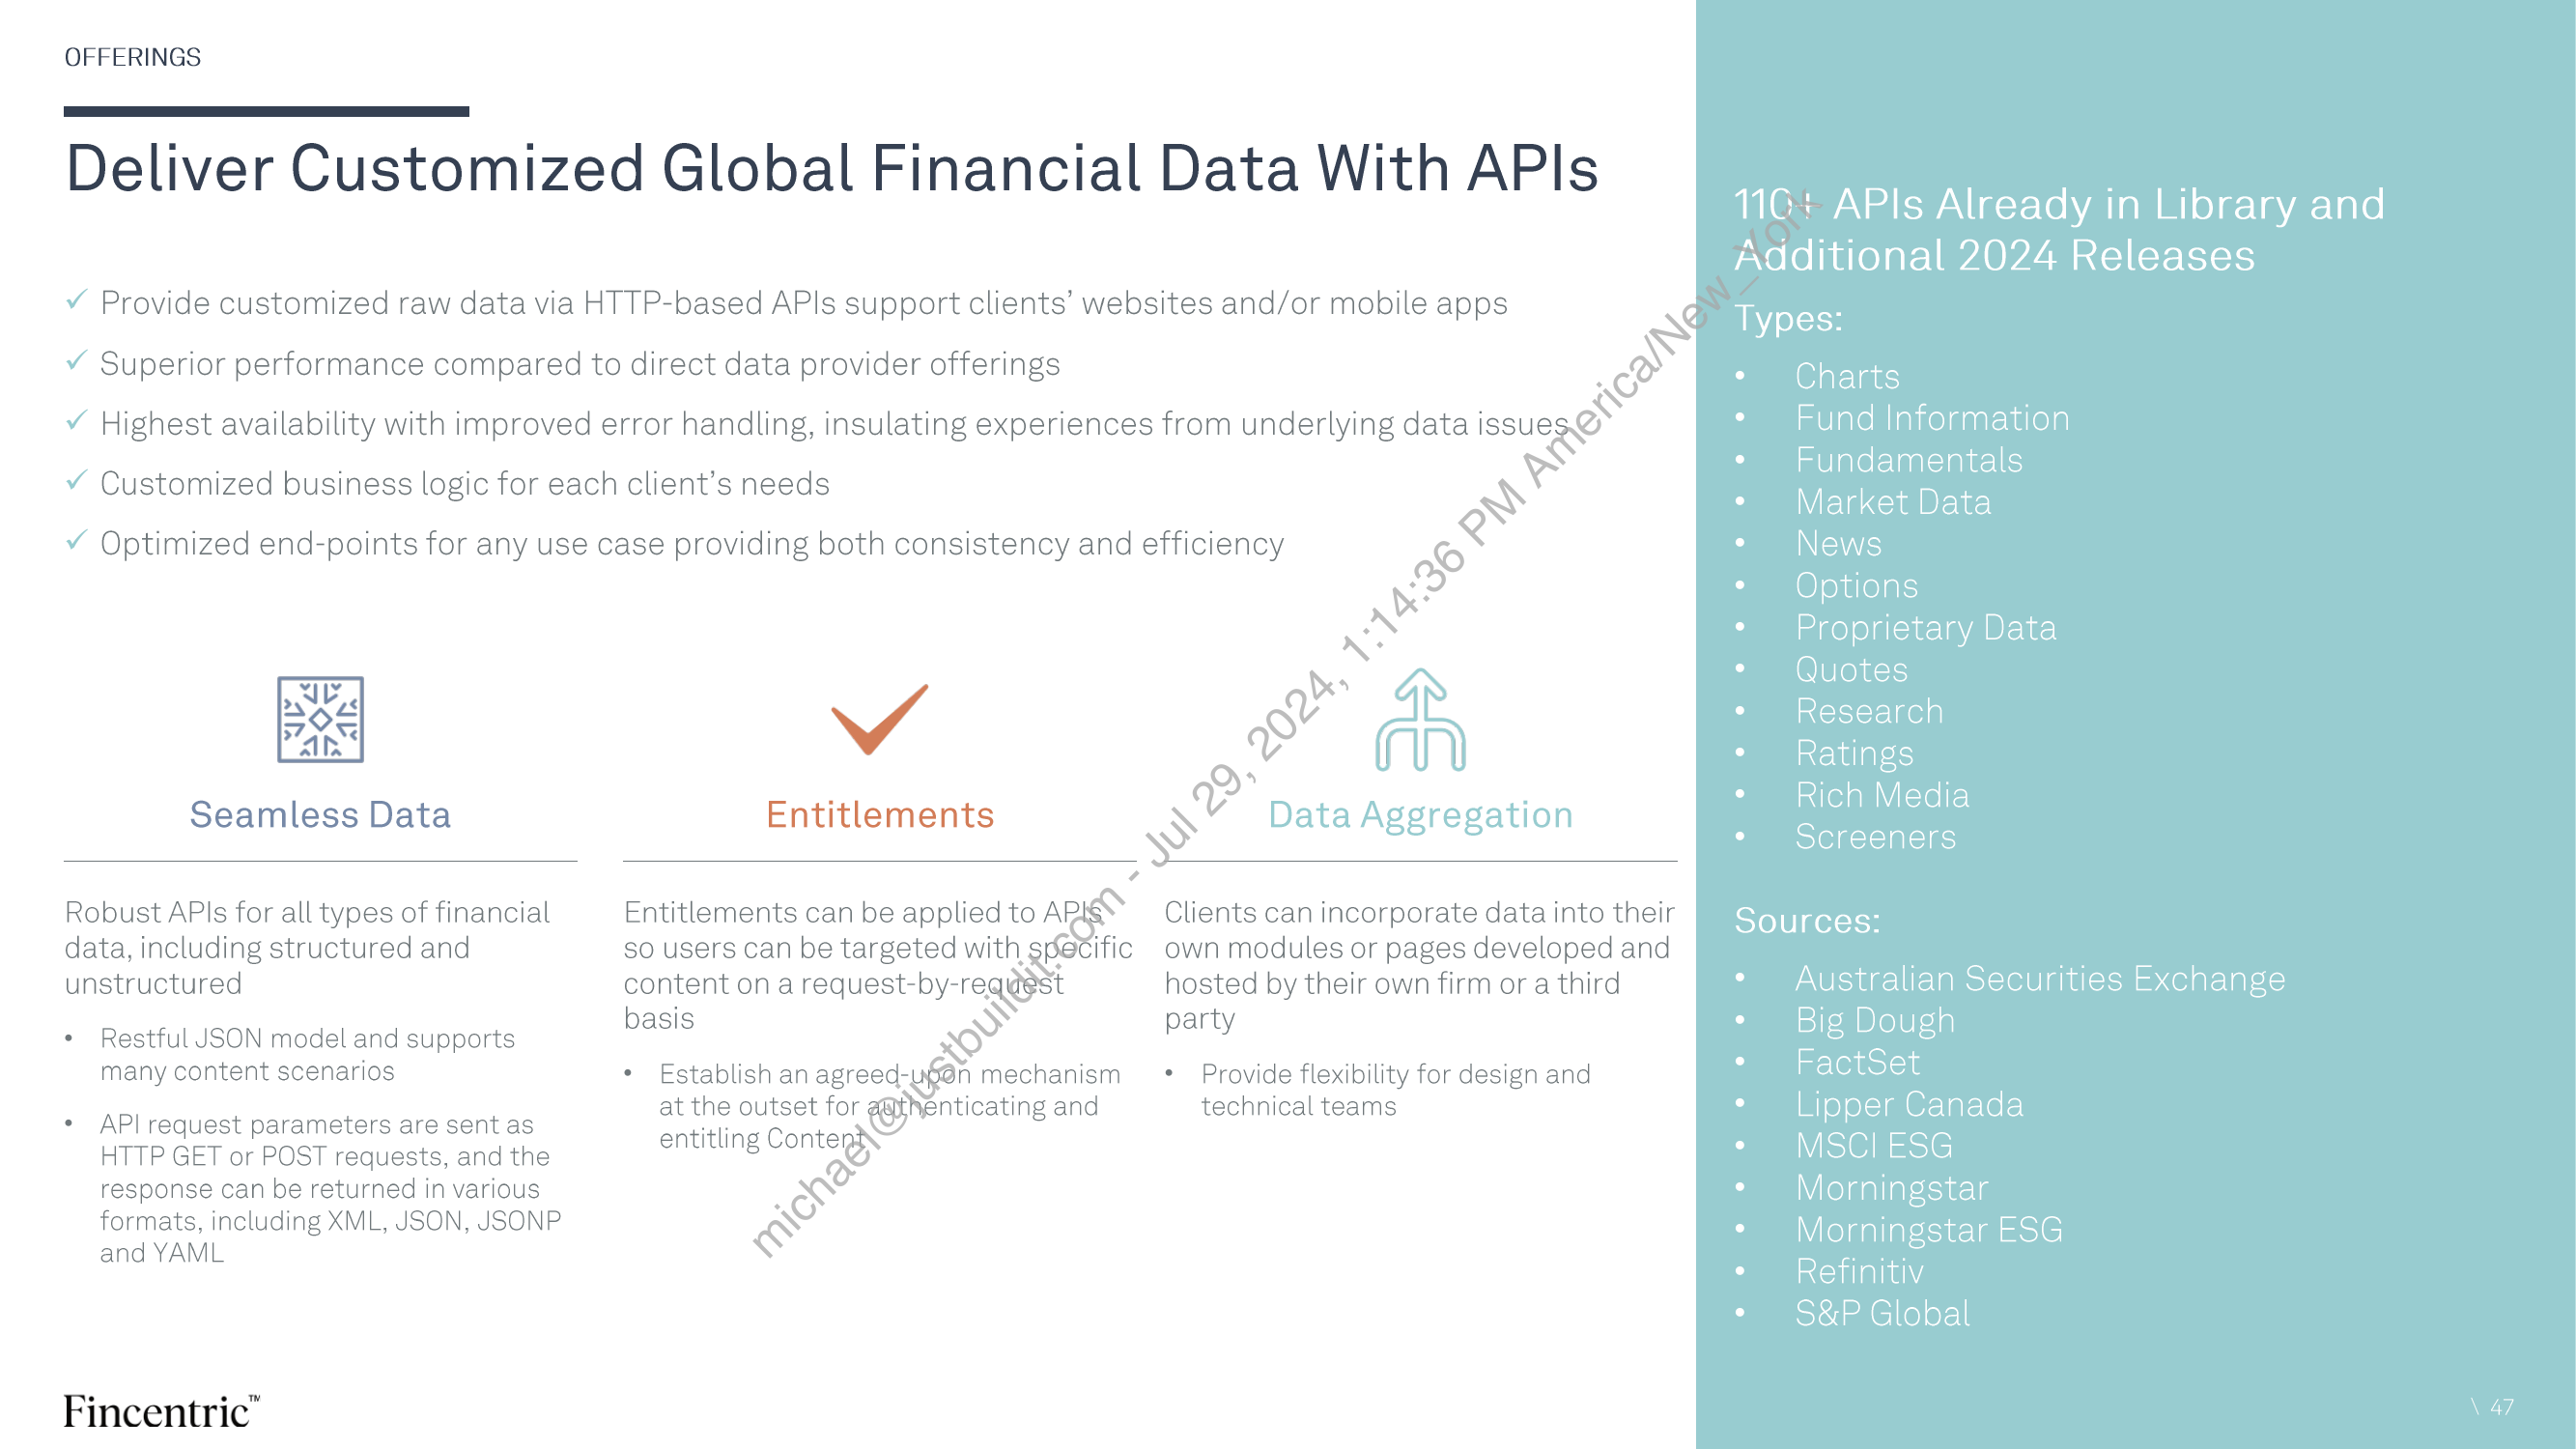 OFFERINGS
Deliver Customized Global Financial Data With APIs
✓ Provide customized raw data via HTTP-based APIs support clients’ websites and/or mobile apps
✓ Superior performance compared to direct data provider offerings
✓ Highest availability with improved error handling, insulating experiences from underlying data issues
✓ Customized business logic for each client’s needs
✓ Optimized end-points for any use case providing both consistency and efficiency
Seamless Data
Robust APIs for all types of financial
data, including structured and
unstructured
• Restful JSON model and supports
many content scenarios
• API request parameters are sent as
HTTP GET or POST requests, and the
response can be returned in various
formats, including XML, JSON, JSONP
and YAML
Entitlements
Entitlements can be applied to APIs
so users can be targeted with specific
content on a request-by-request
basis
• Establish an agreed-upon mechanism
at the outset for authenticating and
entitling Content
Data Aggregation
Clients can incorporate data into their
own modules or pages developed and
hosted by their own firm or a third
party
• Provide flexibility for design and
technical teams
110+ APIs Already in Library and
Additional 2024 Releases
Types:
• Charts
• Fund Information
• Fundamentals
• Market Data
• News
• Options
• Proprietary Data
• Quotes
• Research
• Ratings
• Rich Media
• Screeners
Sources:
• Australian Securities Exchange
• Big Dough
• FactSet
• Lipper Canada
• MSCI ESG
• Morningstar
• Morningstar ESG
• Refinitiv
• S&P Global
michael@justbuildit.com - Jul 29, 2024, 1:14:36 PM America/New_York
Fincentric™
\ 47